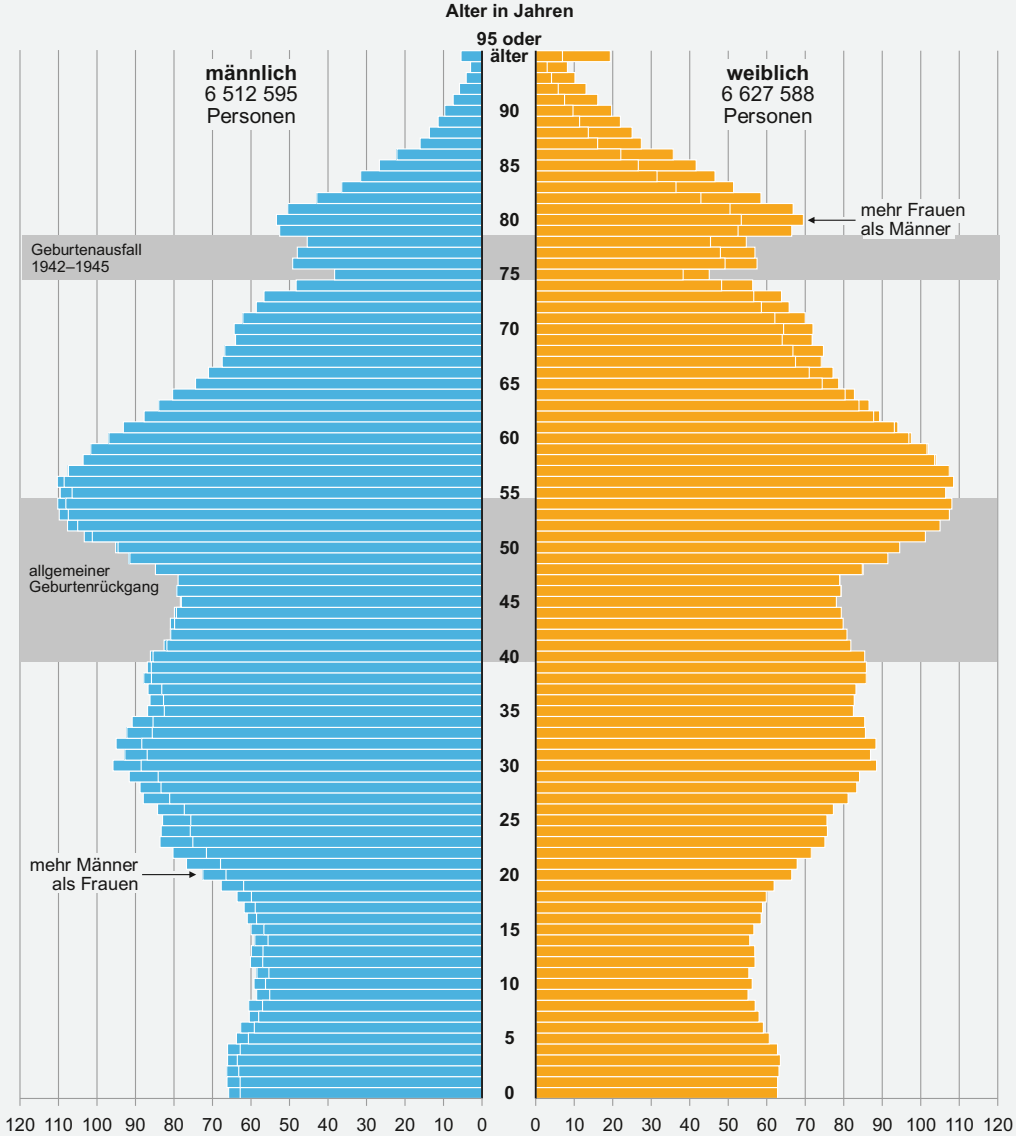 Alter in Jahren
95 oder
älter
männlich
6 512 595
Personen
weiblich
6 627 588
Personen
90
85
80
mehr Frauen
als Männer
Geburtenausfall
1942–1945
75
70
65
60
55
50
allgemeiner
Geburtenrückgang
45
40
35
30
25
mehr Männer
als Frauen
20
15
10
5
0
120 110 100 90 80 70 60 50 40 30 20 10 0 0 10 20 30 40 50 60 70 80 90 100 110 120